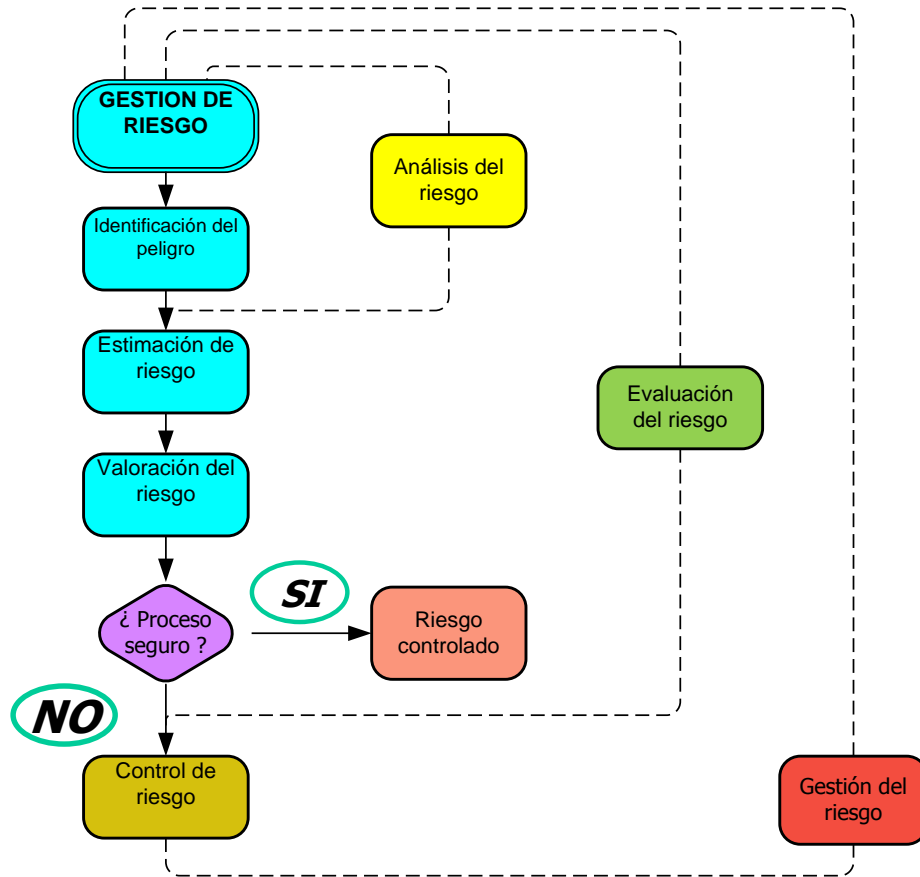 GESTION DE
RIESGO
Análisis del
riesgo
Identificación del
peligro
Estimación de
riesgo
Evaluación
del riesgo
Valoración del
riesgo
¿ Proceso
seguro ?
SI
Riesgo
controlado
NO
Control de
riesgo
Gestión del
riesgo